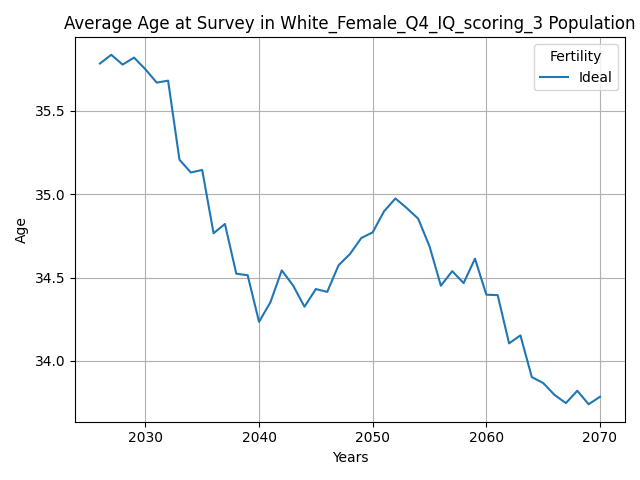 Average Age at Survey in White_Female_Q4_IQ_scoring_3 Population
Fertility
Ideal
35.5
35.0
34.5
34.0
Age
2030 2040 2050 2060 2070
Years